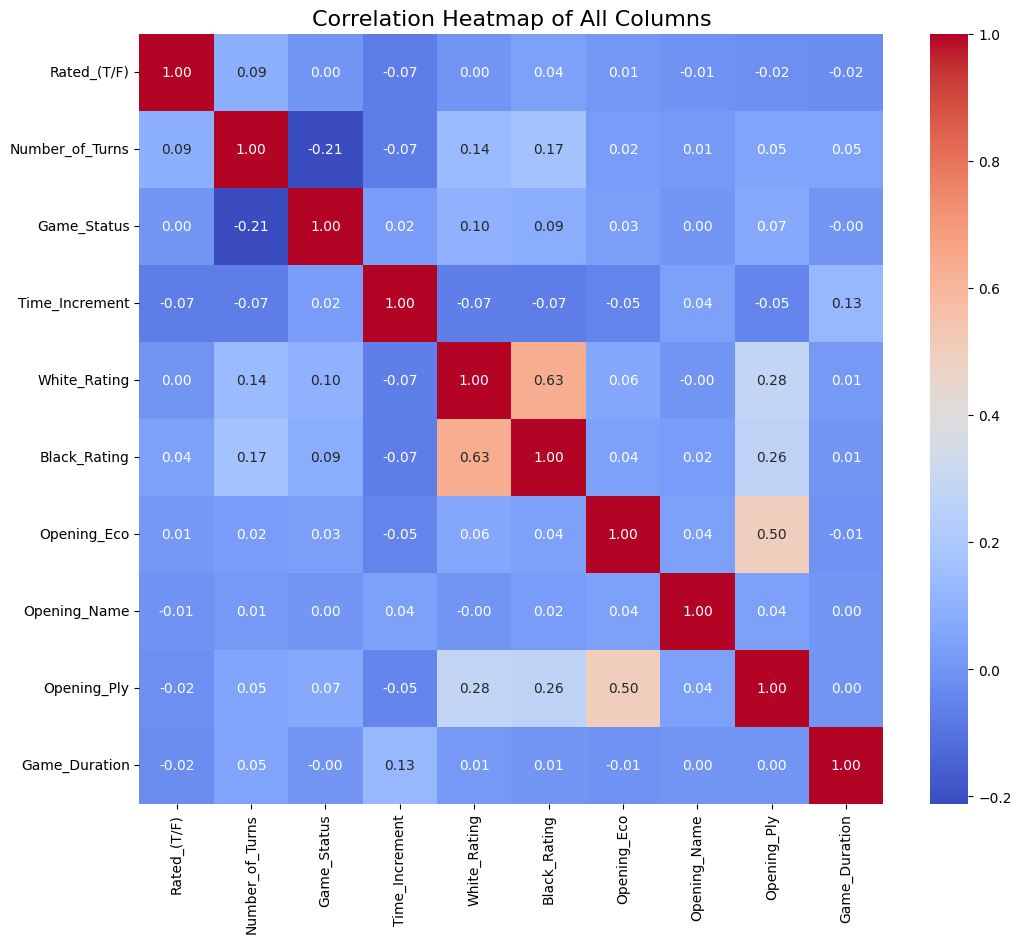 Correlation Heatmap of All Columns
Rated_(T/F) 1.00 0.09 0.00 -0.07 0.00 0.04 0.01 -0.01 -0.02 -0.02
Number_of_Turns 0.09 1.00 -0.21 -0.07 0.14 0.17 0.02 0.01 0.05 0.05
Game_Status 0.00 -0.21 1.00 0.02 0.10 0.09 0.03 0.00 0.07 -0.00
Time_Increment -0.07 -0.07 0.02 1.00 -0.07 -0.07 -0.05 0.04 -0.05 0.13
White_Rating 0.00 0.14 0.10 -0.07 1.00 0.63 0.06 -0.00 0.28 0.01
Black_Rating 0.04 0.17 0.09 -0.07 0.63 1.00 0.04 0.02 0.26 0.01
Opening_Eco 0.01 0.02 0.03 -0.05 0.06 0.04 1.00 0.04 0.50 -0.01
Opening_Name -0.01 0.01 0.00 0.04 -0.00 0.02 0.04 1.00 0.04 0.00
Opening_Ply -0.02 0.05 0.07 -0.05 0.28 0.26 0.50 0.04 1.00 0.00
Game_Duration -0.02 0.05 -0.00 0.13 0.01 0.01 -0.01 0.00 0.00 1.00
Rated_(T/F)
Number_of_Turns
Game_Status
Time_Increment
White_Rating
Black_Rating
Opening_Eco
Opening_Name
Opening_Ply
Game_Duration
1.0
0.8
0.6
0.4
0.2
0.0
−0.2